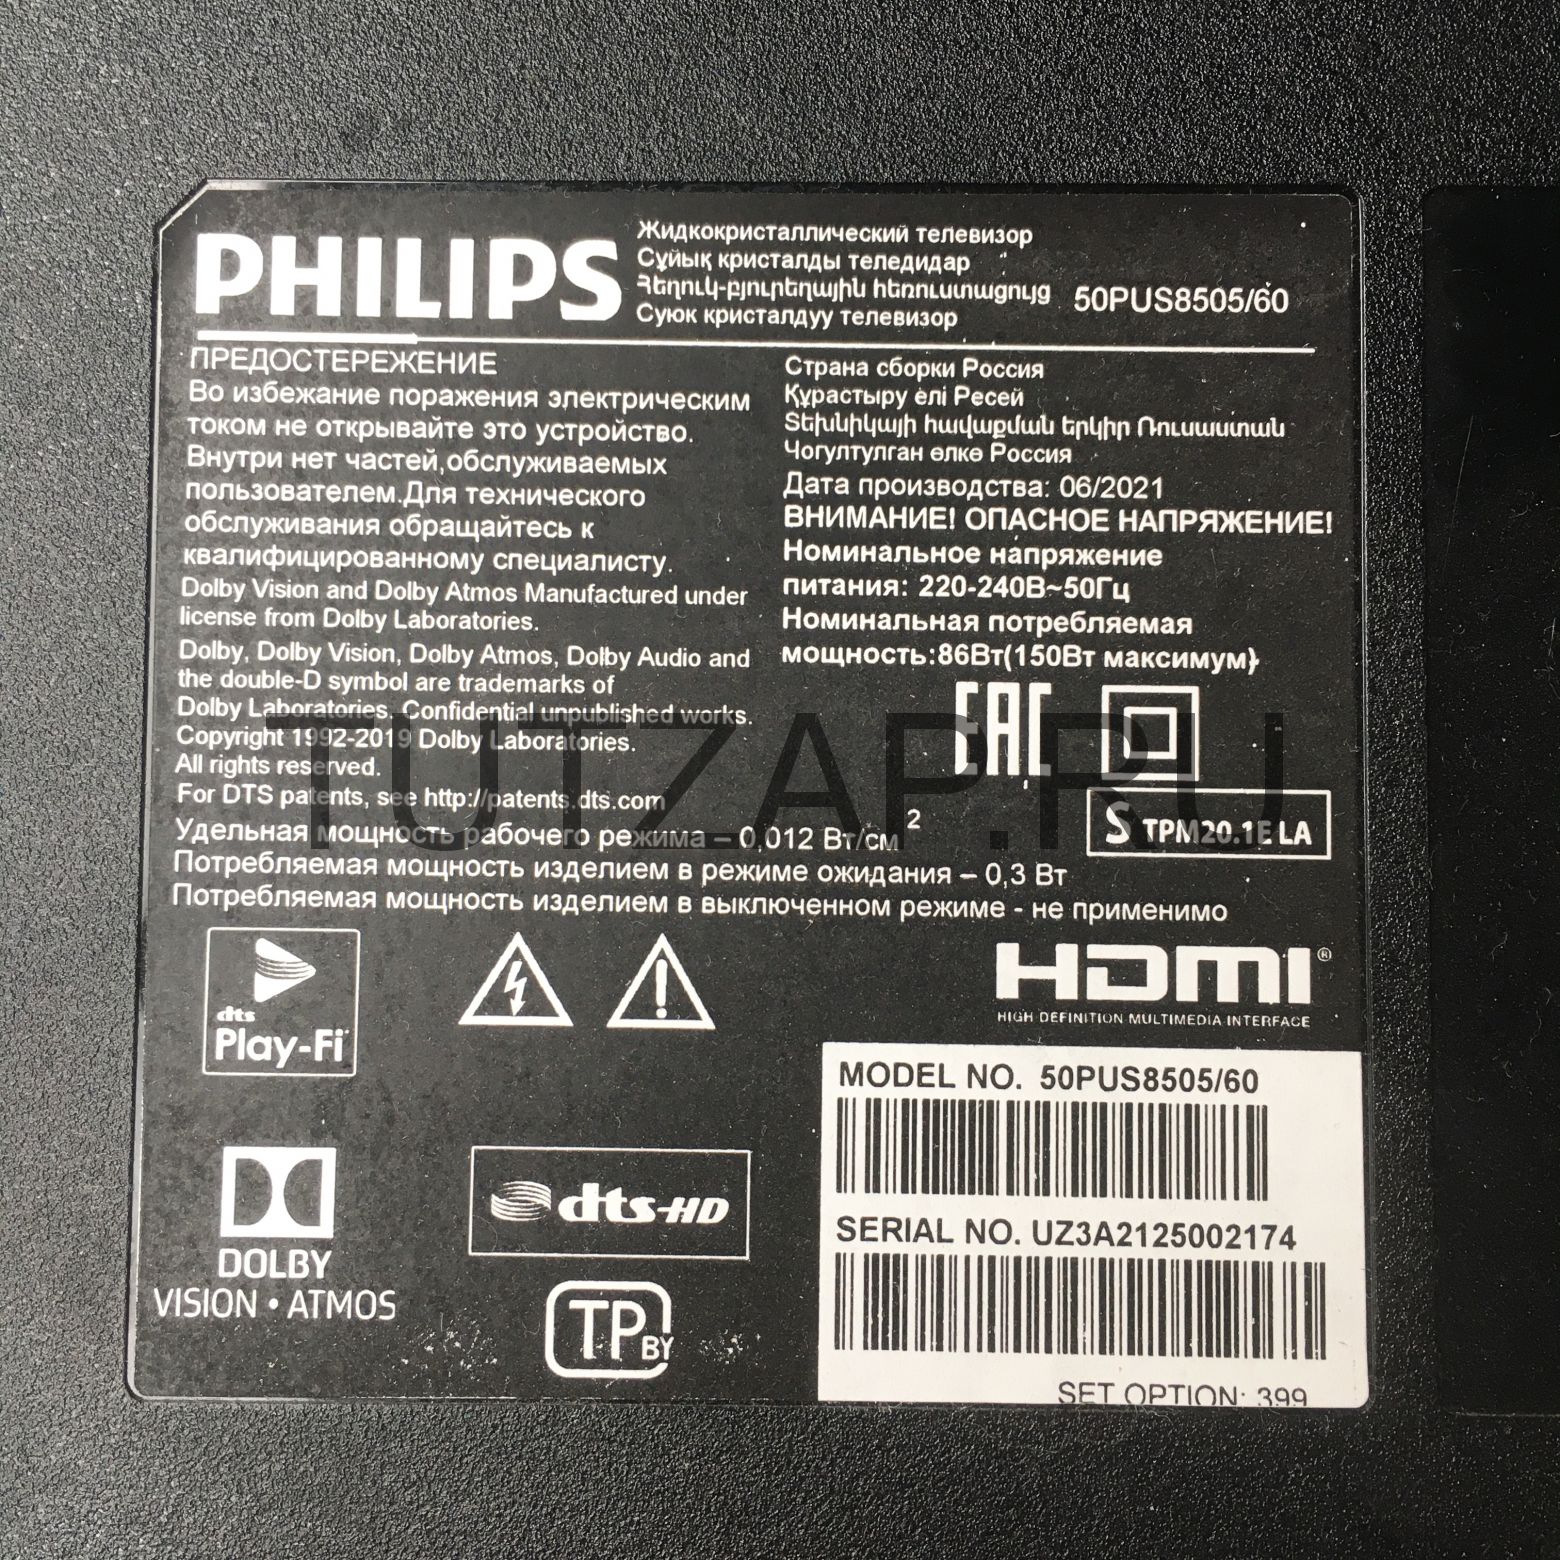 PHILIPS
Жидкокристаллический телевизор
Сұйық кристалды теледидар
Հեղուկ-բյուրեղային հեռուստացույց
Суюк кристалдуу телевизор
50PUS8505/60
ПРЕДОСТЕРЕЖЕНИЕ
Во избежание поражения электрическим
током не открывайте это устройство.
Внутри нет частей,обслуживаемых
пользователем.Для технического
обслуживания обращайтесь к
квалифицированному специалисту.
Dolby Vision and Dolby Atmos Manufactured under
license from Dolby Laboratories.
Dolby, Dolby Vision, Dolby Atmos, Dolby Audio and
the double-D symbol are trademarks of
Dolby Laboratories. Confidential unpublished works.
Copyright 1992-2019 Dolby Laboratories.
All rights reserved.
For DTS patents, see http://patents.dts.com
Страна сборки Россия
Құрастыру елі Ресей
Տեխնիկայի հավաքման երկիր Ռուսաստան
Чогултулган өлкө Россия
Дата производства: 06/2021
ВНИМАНИЕ! ОПАСНОЕ НАПРЯЖЕНИЕ!
Номинальное напряжение
питания: 220-240В~50Гц
Номинальная потребляемая
мощность:86Вт(150Вт максимум)
EAC
S TPM20.1E LA
TUTZAP.RU
Удельная мощность рабочего режима – 0,012 Вт/см²
Потребляемая мощность изделием в режиме ожидания – 0,3 Вт
Потребляемая мощность изделием в выключенном режиме - не применимо
dts
Play-Fi
HDMI®
HIGH DEFINITION MULTIMEDIA INTERFACE
MODEL NO. 50PUS8505/60
SERIAL NO. UZ3A2125002174
SET OPTION: 399
DOLBY
VISION • ATMOS
dts-HD
TP BY